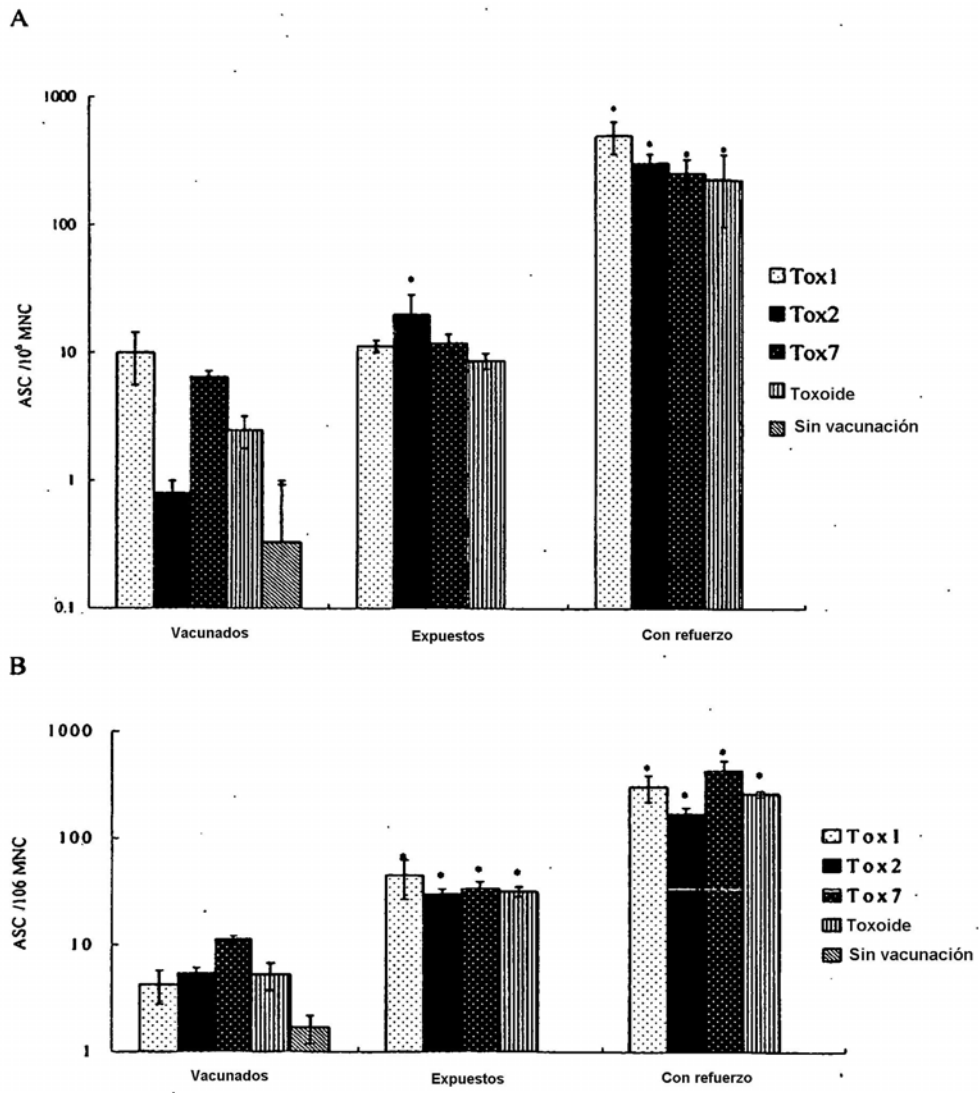 A
1000
100
10
1
0.1
ASC /10⁶ MNC
Vacunados
Expuestos
Con refuerzo
Tox1
Tox2
Tox7
Toxoide
Sin vacunación
B
1000
100
10
1
ASC /106 MNC
Vacunados
Expuestos
Con refuerzo
Tox1
Tox2
Tox7
Toxoide
Sin vacunación